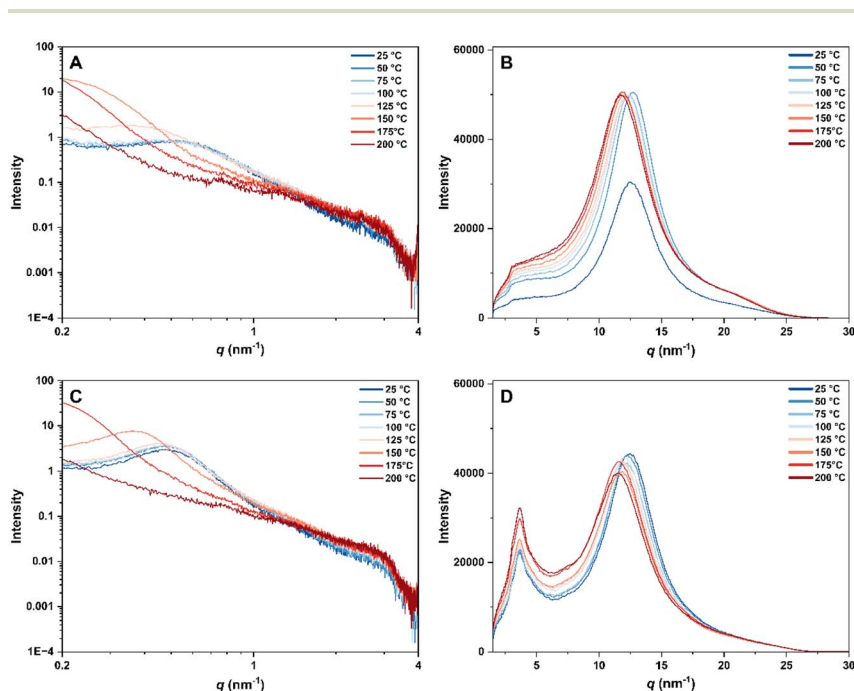 A
100
10
1
0.1
0.01
0.001
1E−4
Intensity
0.2
1
4
q (nm⁻¹)
25 °C
50 °C
75 °C
100 °C
125 °C
150 °C
175°C
200 °C
B
60000
40000
20000
0
Intensity
5
10
15
20
25
30
q (nm⁻¹)
25 °C
50 °C
75 °C
100 °C
125 °C
150 °C
175°C
200 °C
C
100
10
1
0.1
0.01
0.001
1E−4
Intensity
0.2
1
4
q (nm⁻¹)
25 °C
50 °C
75 °C
100 °C
125 °C
150 °C
175°C
200 °C
D
60000
40000
20000
0
Intensity
5
10
15
20
25
30
q (nm⁻¹)
25 °C
50 °C
75 °C
100 °C
125 °C
150 °C
175°C
200 °C